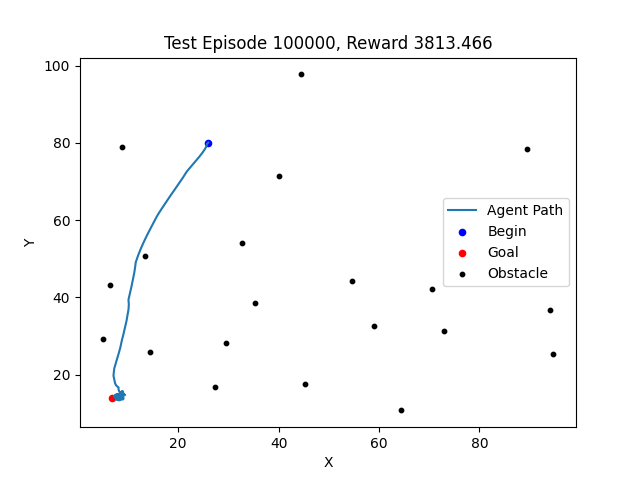 Test Episode 100000, Reward 3813.466
100
80
60
40
20
Y
Agent Path
Begin
Goal
Obstacle
20
40
60
80
X